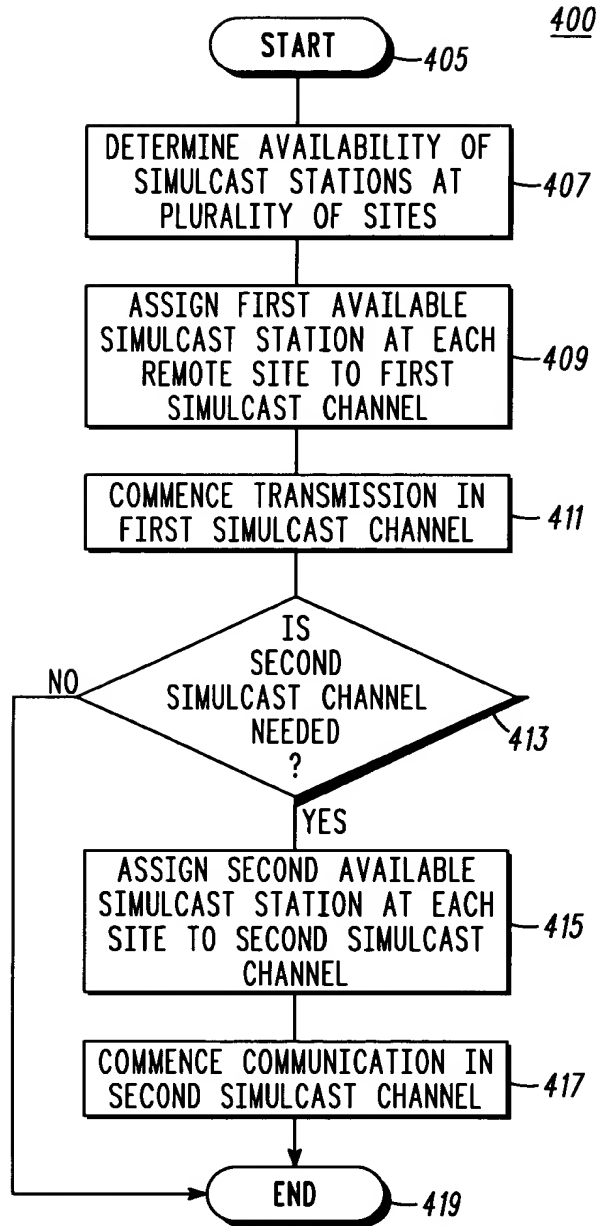 400
START
405
DETERMINE AVAILABILITY OF
SIMULCAST STATIONS AT
PLURALITY OF SITES
407
ASSIGN FIRST AVAILABLE
SIMULCAST STATION AT EACH
REMOTE SITE TO FIRST
SIMULCAST CHANNEL
409
COMMENCE TRANSMISSION IN
FIRST SIMULCAST CHANNEL
411
IS
SECOND
SIMULCAST CHANNEL
NEEDED
?
413
NO
YES
ASSIGN SECOND AVAILABLE
SIMULCAST STATION AT EACH
SITE TO SECOND SIMULCAST
CHANNEL
415
COMMENCE COMMUNICATION IN
SECOND SIMULCAST CHANNEL
417
END
419